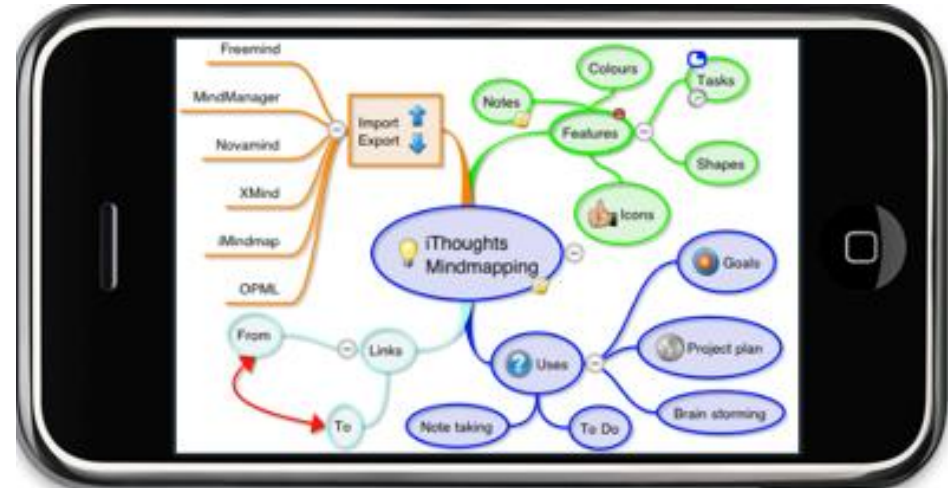 Freemind
MindManager
Novamind
XMind
iMindmap
OPML
Import
Export
Notes
Colours
Tasks
Features
Shapes
Icons
iThoughts
Mindmapping
Goals
Project plan
Brain storming
Uses
Note taking
To Do
Links
From
To